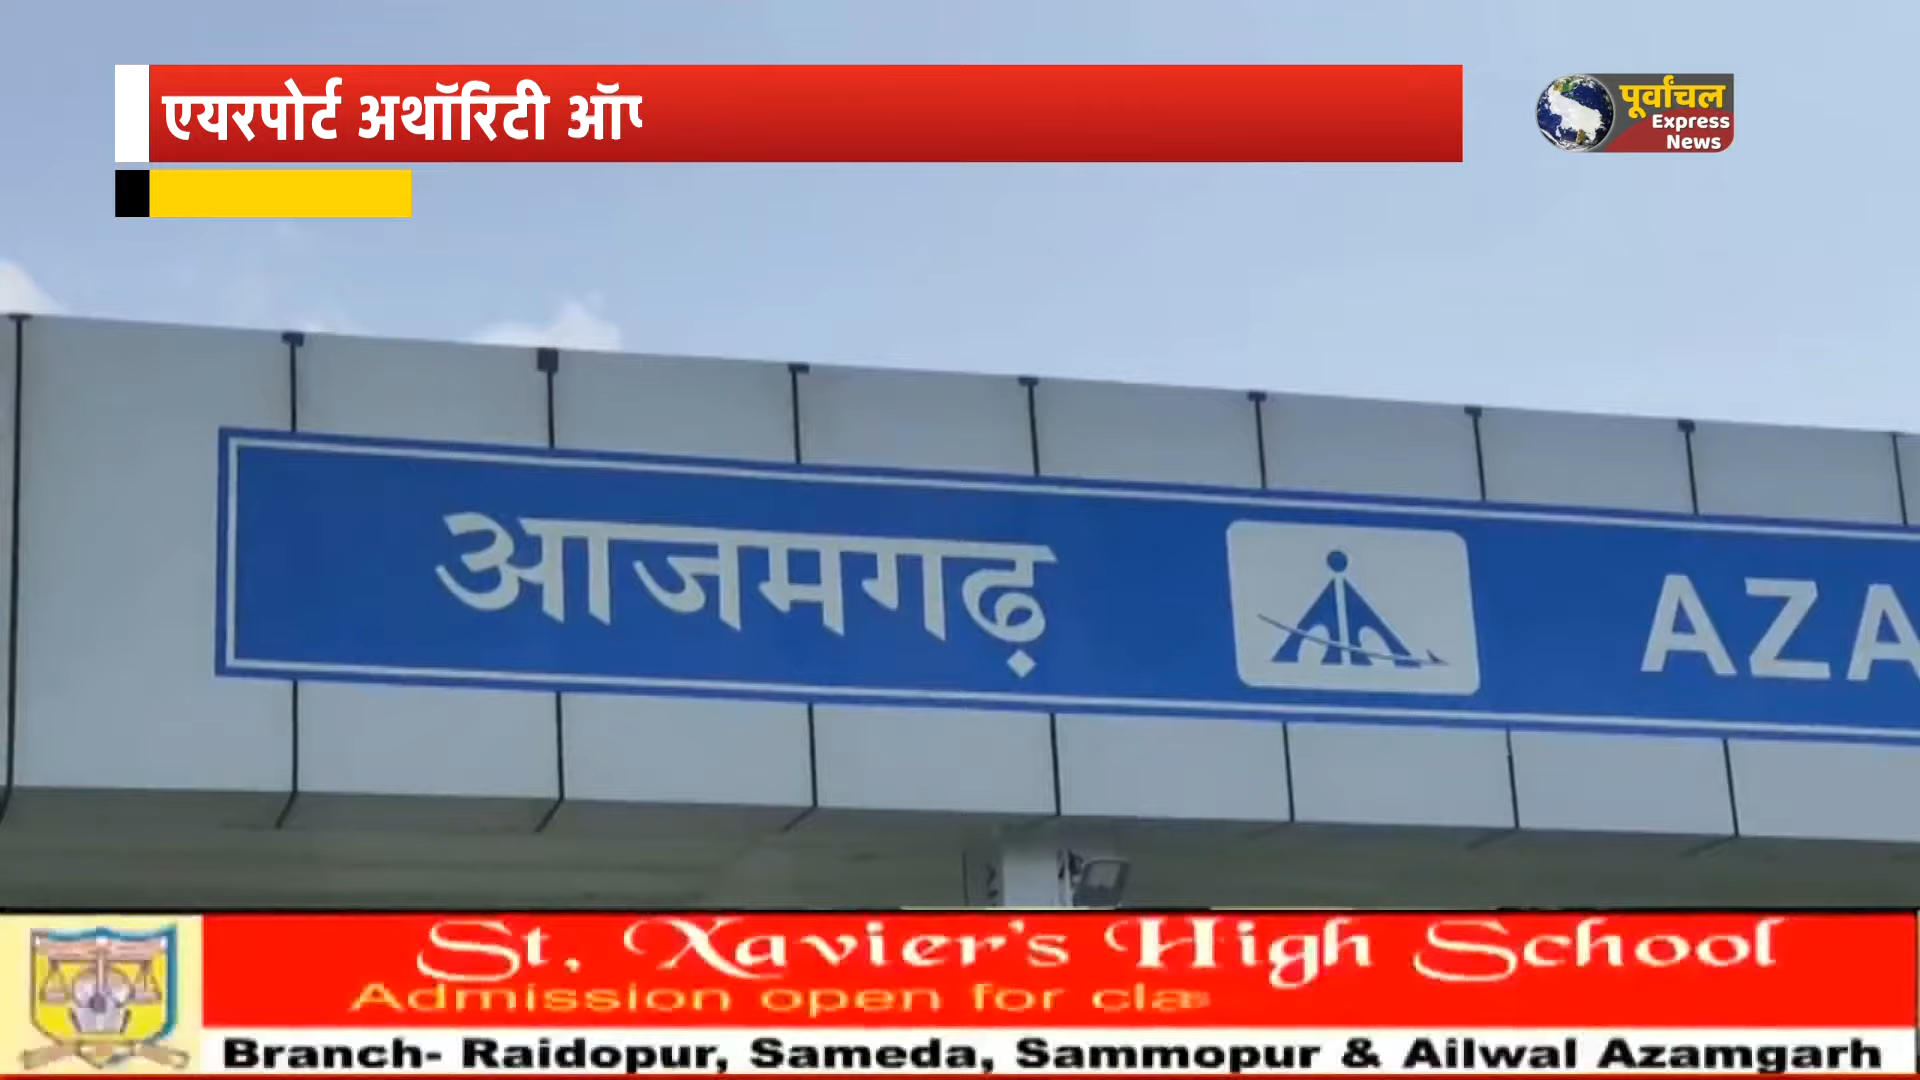 एयरपोर्ट अथॉरिटी
पूर्वांचल
Express
News
आजमगढ़
AZA
St. Xavier's High School
Admission open for cla
Branch- Raidopur, Sameda, Sammopur & Ailwal Azamgarh